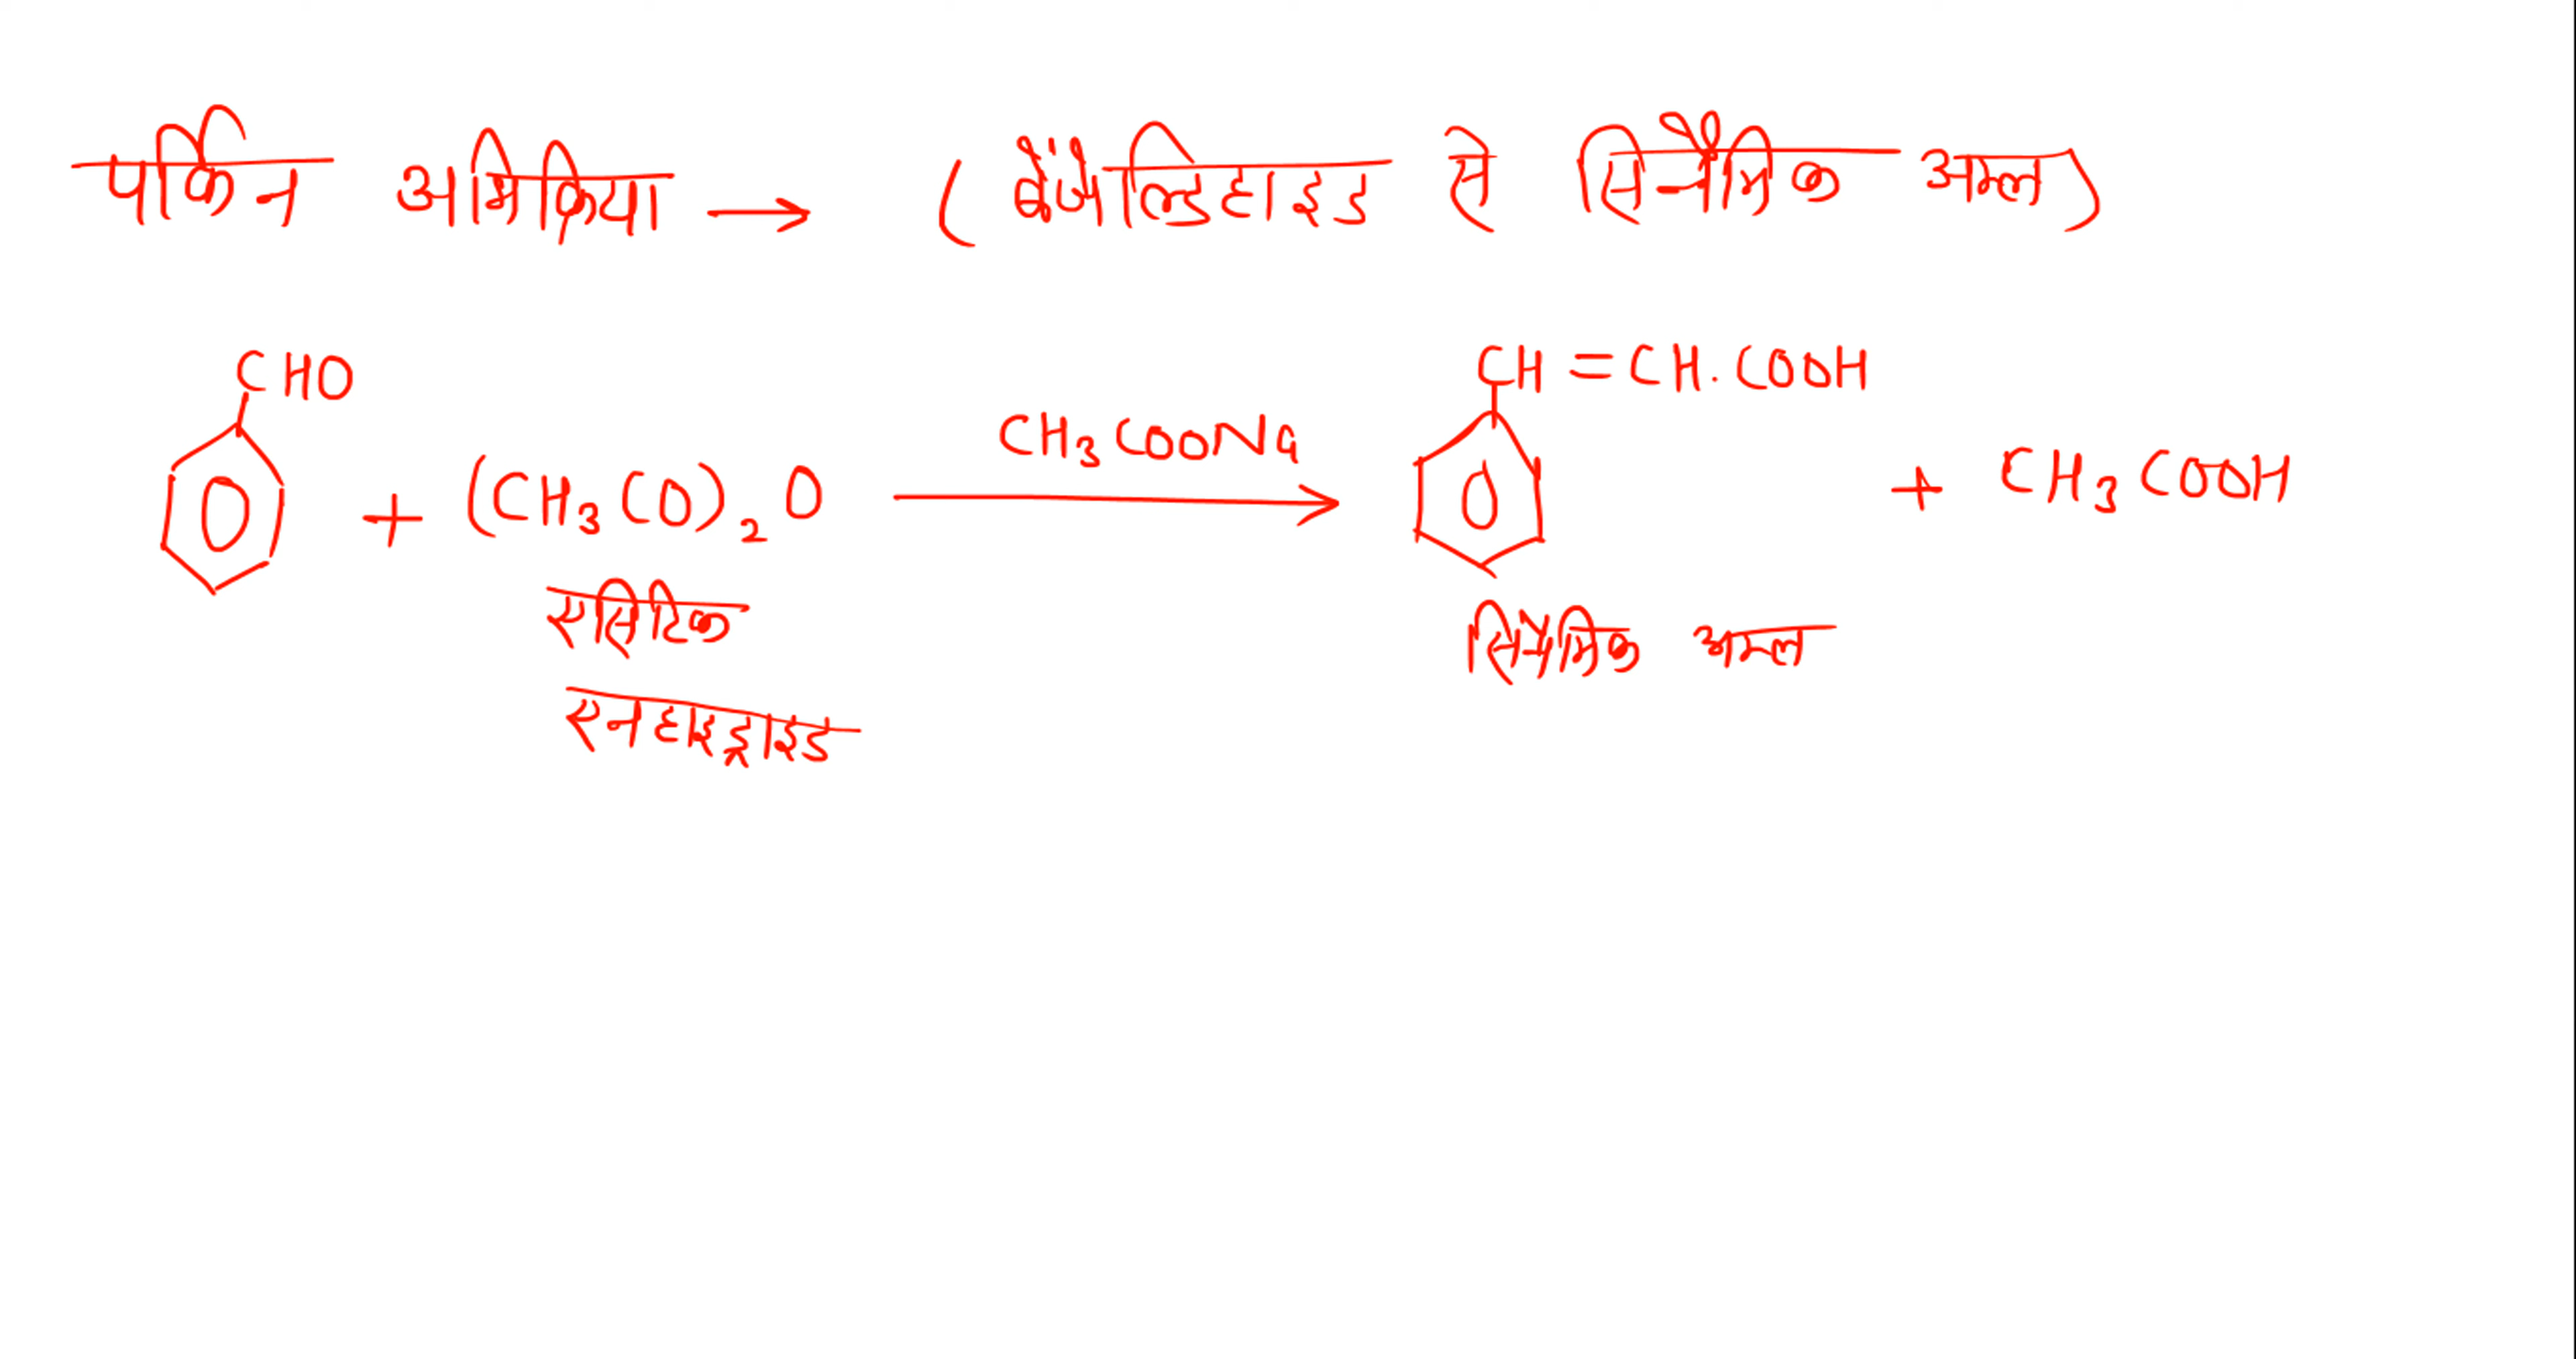 पर्किन अभिक्रिया → ( बेंजेल्डिहाइड से सिनैमिक अम्ल )
CHO
CH = CH . COOH
+ (CH₃CO)₂O
CH₃COONa
+ CH₃COOH
एसिटिक
एनहाइड्राइड
सिनैमिक अम्ल